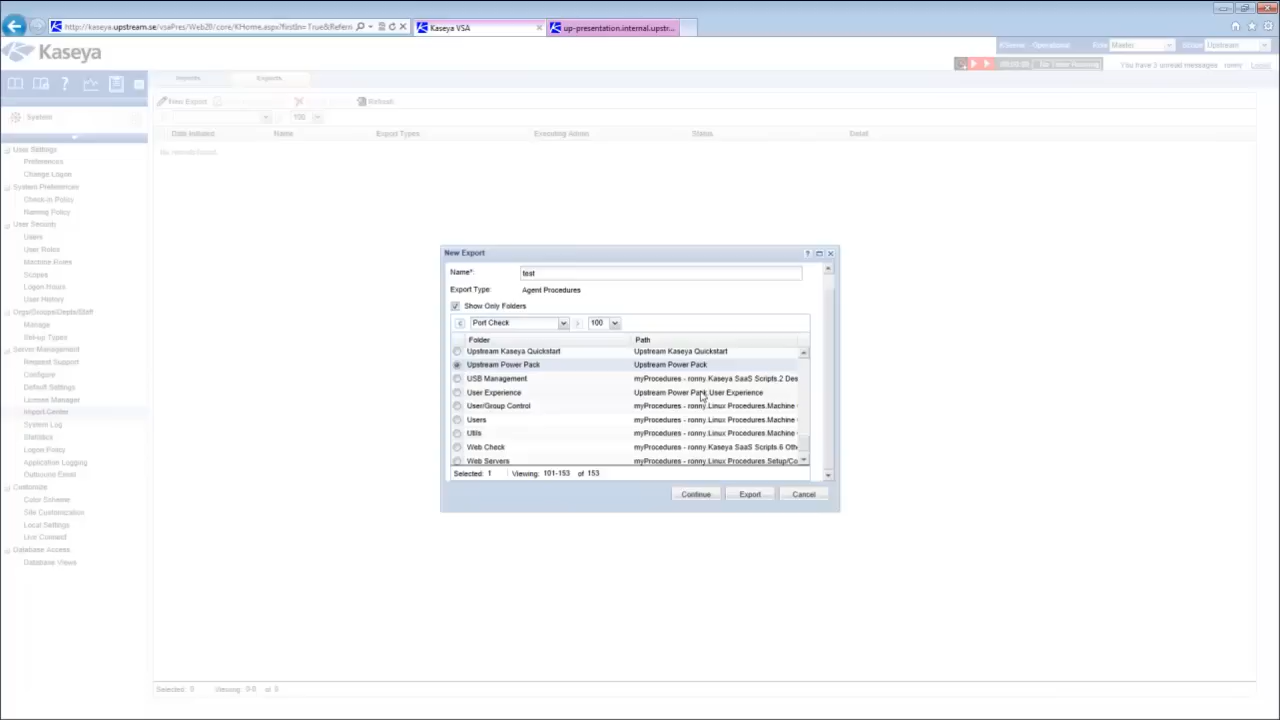 http://kaseya.upstream.se/vsaPres/Web20/core/KHome.aspx?firstIn=True&Referre
Kaseya VSA
up-presentation.internal.upstr...
Kaseya
Master
Upstream
You have 3 unread messages ronny
Imports
Exports
New Export
Refresh
System
100
Date Initiated
Name
Export Types
Executing Admin
Status
Detail
No records found.
User Settings
Preferences
Change Logon
System Preferences
Check-in Policy
Naming Policy
User Security
Users
User Roles
Machine Roles
Scopes
Logon Hours
User History
Orgs/Groups/Depts/Staff
Manage
Set-up Types
Server Management
Request Support
Configure
Default Settings
License Manager
Import Center
System Log
Statistics
Logon Policy
Application Logging
Outbound Email
Customize
Color Scheme
Site Customization
Local Settings
Live Connect
Database Access
Database Views
New Export
Name*: test
Export Type: Agent Procedures
Show Only Folders
Port Check 100
Folder Path
Upstream Kaseya Quickstart Upstream Kaseya Quickstart
Upstream Power Pack Upstream Power Pack
USB Management myProcedures - ronny.Kaseya SaaS Scripts.2 Des
User Experience Upstream Power Pack.User Experience
User/Group Control myProcedures - ronny.Linux Procedures.Machine
Users myProcedures - ronny.Linux Procedures.Machine
Utils myProcedures - ronny.Linux Procedures.Machine
Web Check myProcedures - ronny.Kaseya SaaS Scripts.6 Oth
Web Servers myProcedures - ronny.Linux Procedures.Setup/Co
Selected: 1 Viewing: 101-153 of 153
Continue Export Cancel
Selected: 0 Viewing: 0-0 of 0